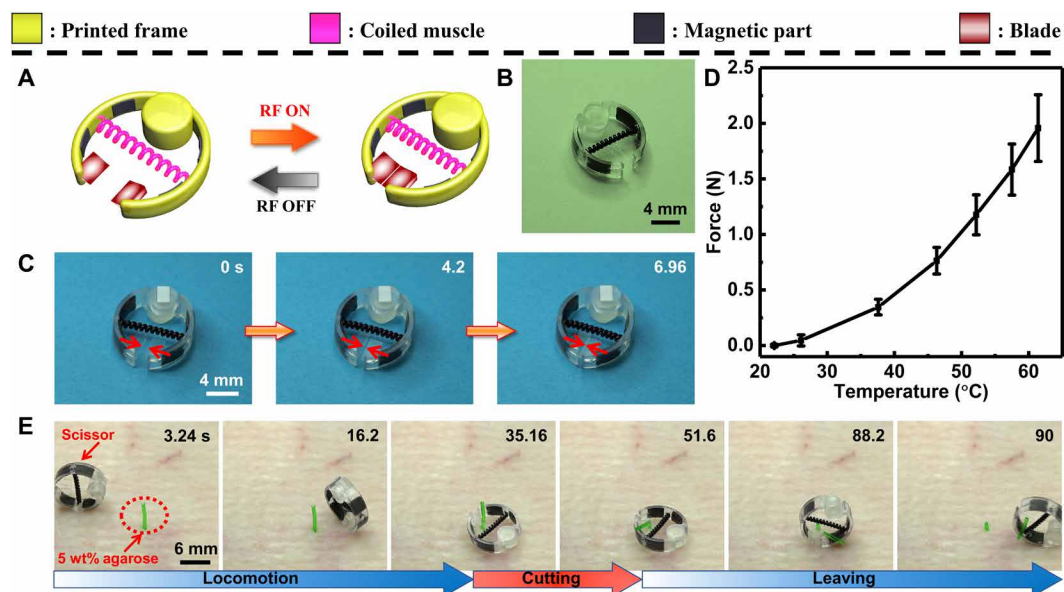 : Printed frame : Coiled muscle : Magnetic part : Blade
A
RF ON
RF OFF
B
4 mm
C
0 s
4.2
6.96
4 mm
D
2.5
2.0
1.5
1.0
0.5
0.0
Force (N)
20 30 40 50 60
Temperature (°C)
E
Scissor
3.24 s
16.2
35.16
51.6
88.2
90
5 wt% agarose
6 mm
Locomotion
Cutting
Leaving